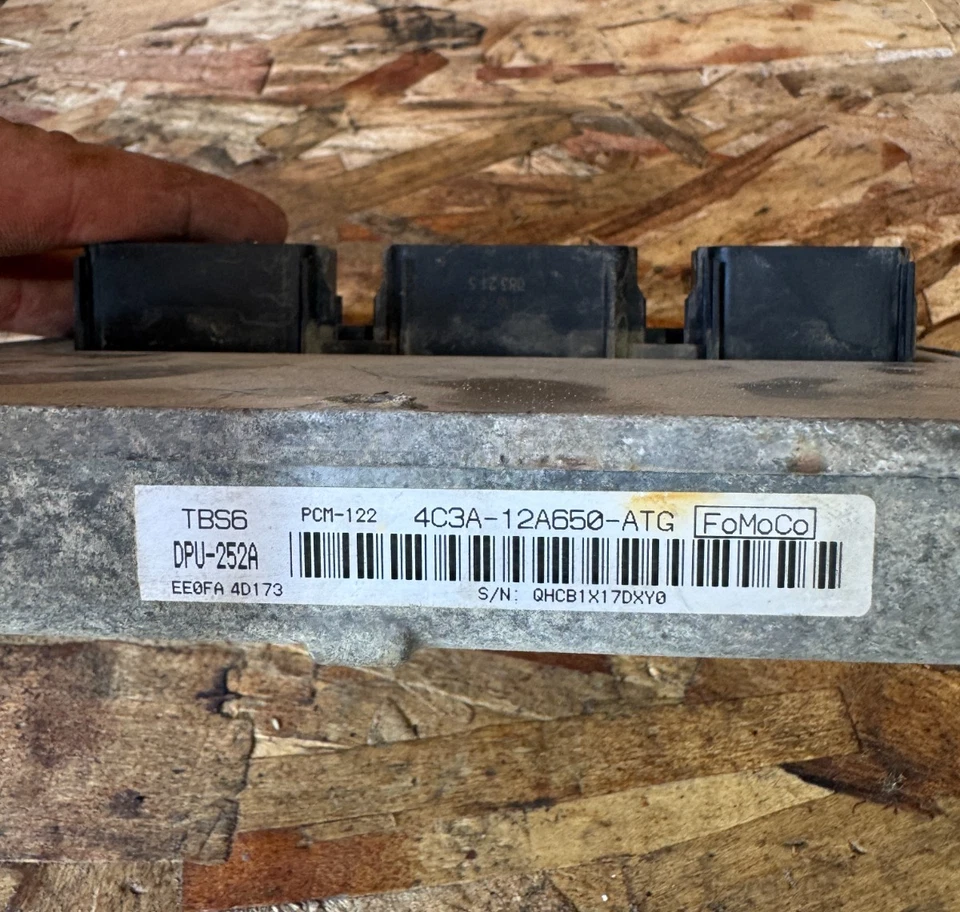 TBS6 PCM-122 4C3A-12A650-ATG FoMoCo
DPU-252A
EE0FA 4D173 S/N: QHCB1X17DXY0